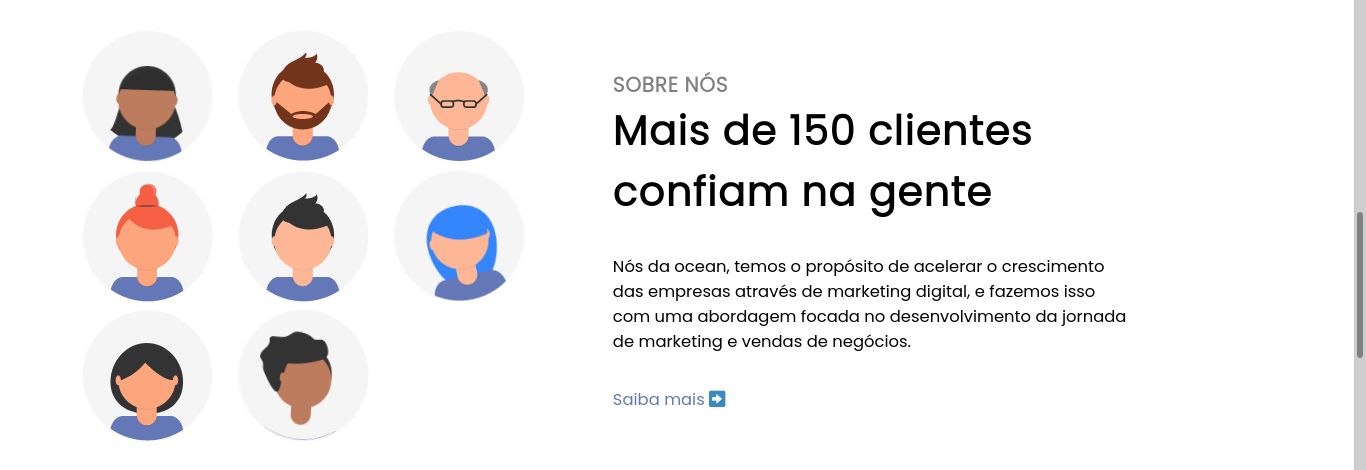 SOBRE NÓS
Mais de 150 clientes
confiam na gente
Nós da ocean, temos o propósito de acelerar o crescimento
das empresas através de marketing digital, e fazemos isso
com uma abordagem focada no desenvolvimento da jornada
de marketing e vendas de negócios.
Saiba mais ➡